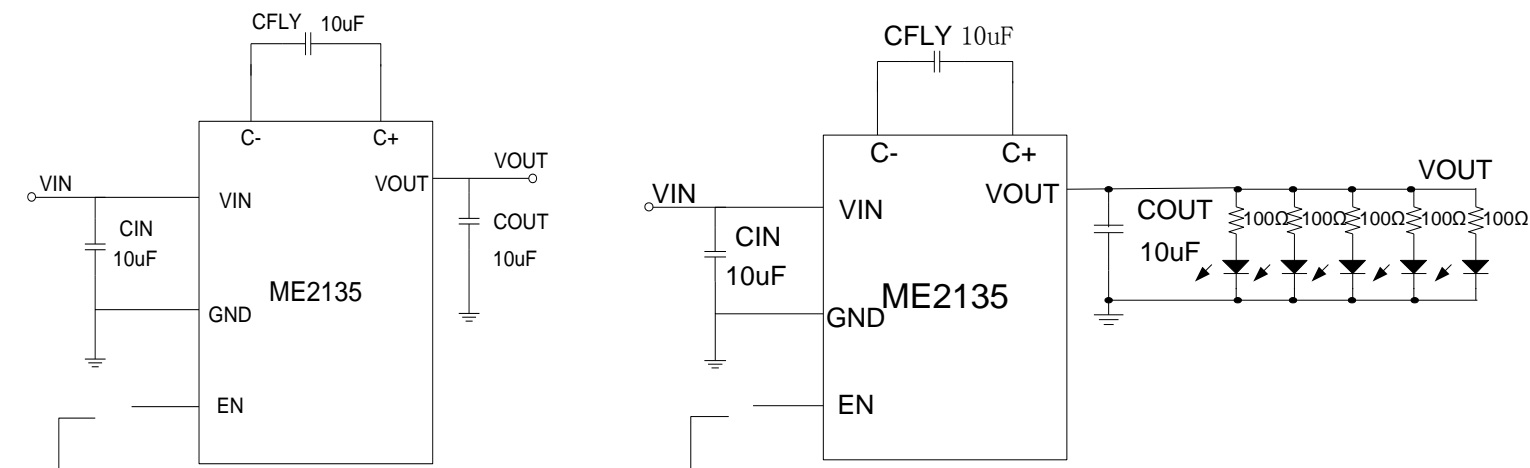 CFLY 10uF
C- C+
VIN
VIN
VOUT
VOUT
CIN
10uF
COUT
10uF
ME2135
GND
EN
CFLY 10uF
C- C+
VIN
VIN
VOUT
VOUT
CIN
10uF
COUT
10uF
100Ω 100Ω 100Ω 100Ω 100Ω
ME2135
GND
EN